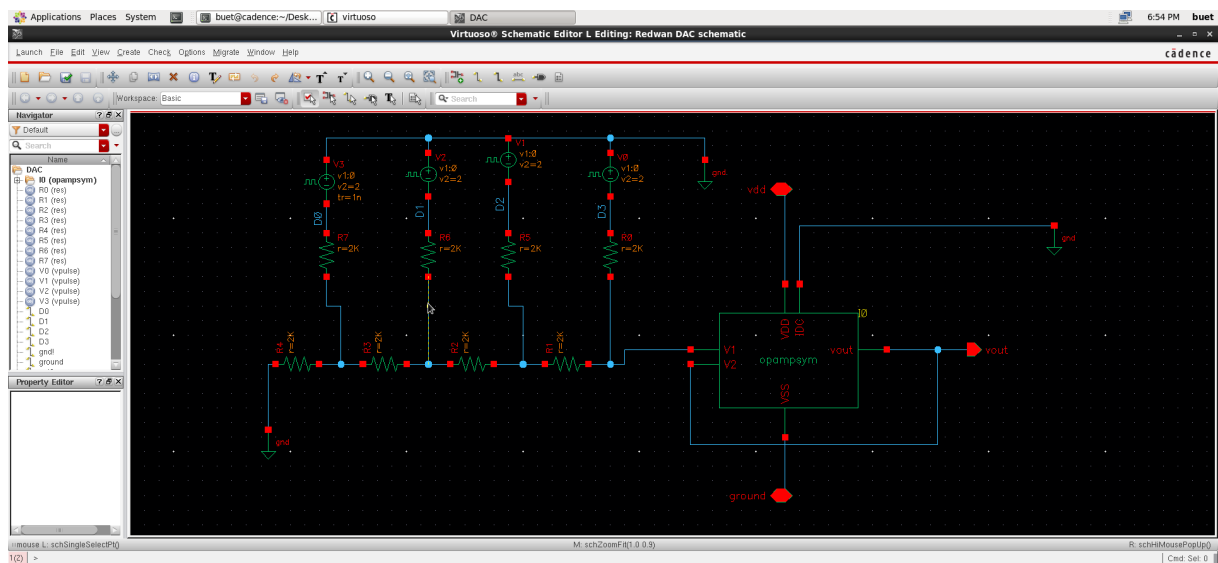 Applications Places System buet@cadence:~/Desk... virtuoso DAC 6:54 PM buet
Virtuoso® Schematic Editor L Editing: Redwan DAC schematic
Launch File Edit View Create Check Options Migrate Window Help cādence
Workspace: Basic Search
Navigator
Default
Search
Name
DAC
I0 (opampsym)
R0 (res)
R1 (res)
R2 (res)
R3 (res)
R4 (res)
R5 (res)
R6 (res)
R7 (res)
V0 (vpulse)
V1 (vpulse)
V2 (vpulse)
V3 (vpulse)
D0
D1
D2
D3
gnd!
ground
Property Editor
V3
v1:0
v2=2
tr=1n
V2
v1:0
v2=2
V1
v1:0
v2=2
V0
v1:0
v2=2
gnd
D0
D1
D2
D3
R7
r=2K
R6
r=2K
R5
r=2K
R0
r=2K
R4
r=2K
R3
r=2K
R2
r=2K
R1
r=2K
gnd
vdd
gnd
I0
VDD
IDC
V1
V2
opampsym
vout
VSS
vout
ground
mouse L: schSingleSelectPt() M: schZoomFit(1.0 0.9) R: schHiMousePopUp()
1(2) > Cmd: Sel: 0